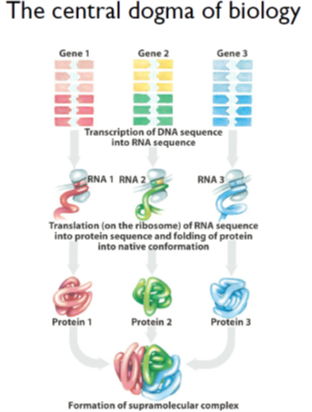 The central dogma of biology
Gene 1 Gene 2 Gene 3
Transcription of DNA sequence
into RNA sequence
RNA 1 RNA 2 RNA 3
Translation (on the ribosome) of RNA sequence
into protein sequence and folding of protein
into native conformation
Protein 1 Protein 2 Protein 3
Formation of supramolecular complex